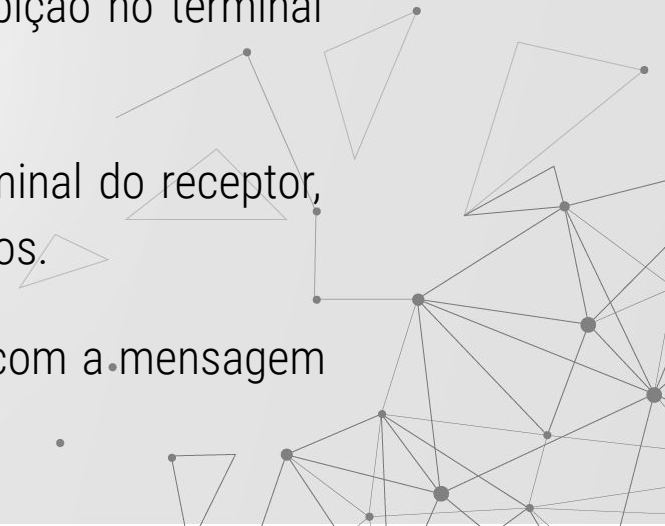 bição no terminal
minal do receptor,
os.
com a mensagem